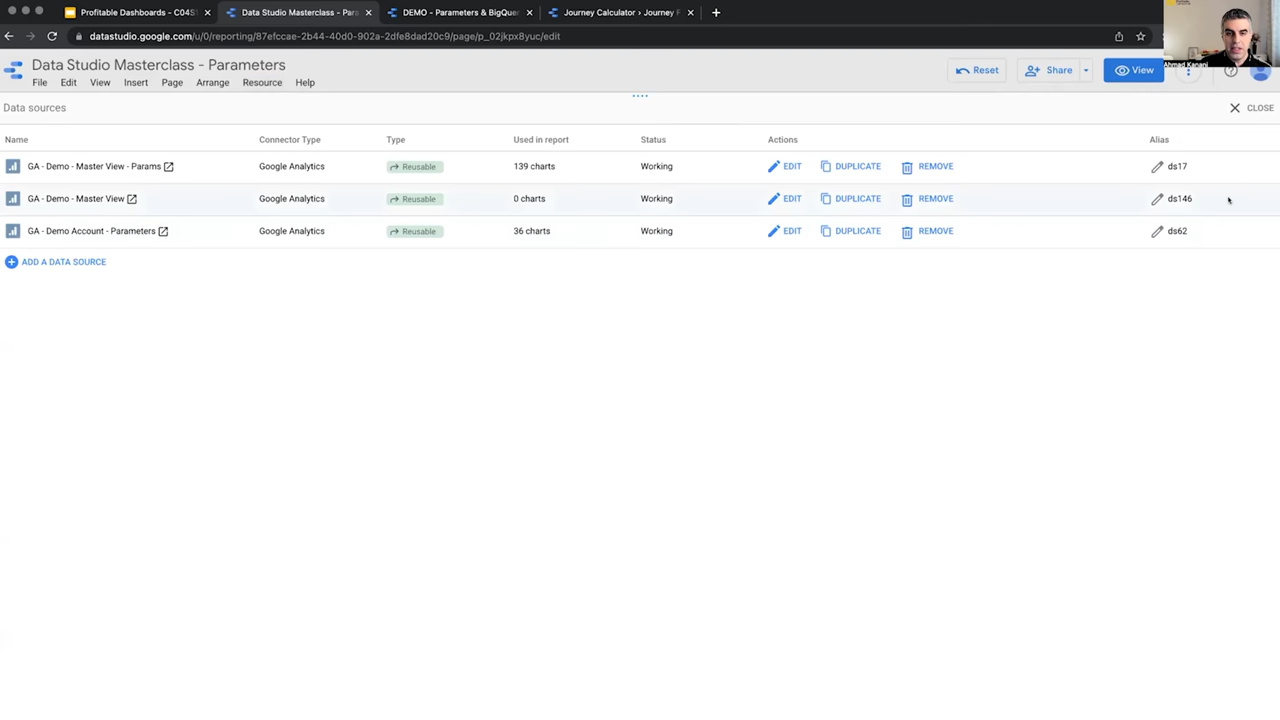 Profitable Dashboards - C04S
Data Studio Masterclass - Para
DEMO - Parameters & BigQue
Journey Calculator › Journey F
datastudio.google.com/u/0/reporting/87efccae-2b44-40d0-902a-2dfe8dad20c9/page/p_02jkpx8yuc/edit
Ahmad Kanani
Data Studio Masterclass - Parameters
File Edit View Insert Page Arrange Resource Help
Reset Share View
Data sources
CLOSE
Name Connector Type Type Used in report Status Actions Alias
GA - Demo - Master View - Params Google Analytics Reusable 139 charts Working EDIT DUPLICATE REMOVE ds17
GA - Demo - Master View Google Analytics Reusable 0 charts Working EDIT DUPLICATE REMOVE ds146
GA - Demo Account - Parameters Google Analytics Reusable 36 charts Working EDIT DUPLICATE REMOVE ds62
ADD A DATA SOURCE